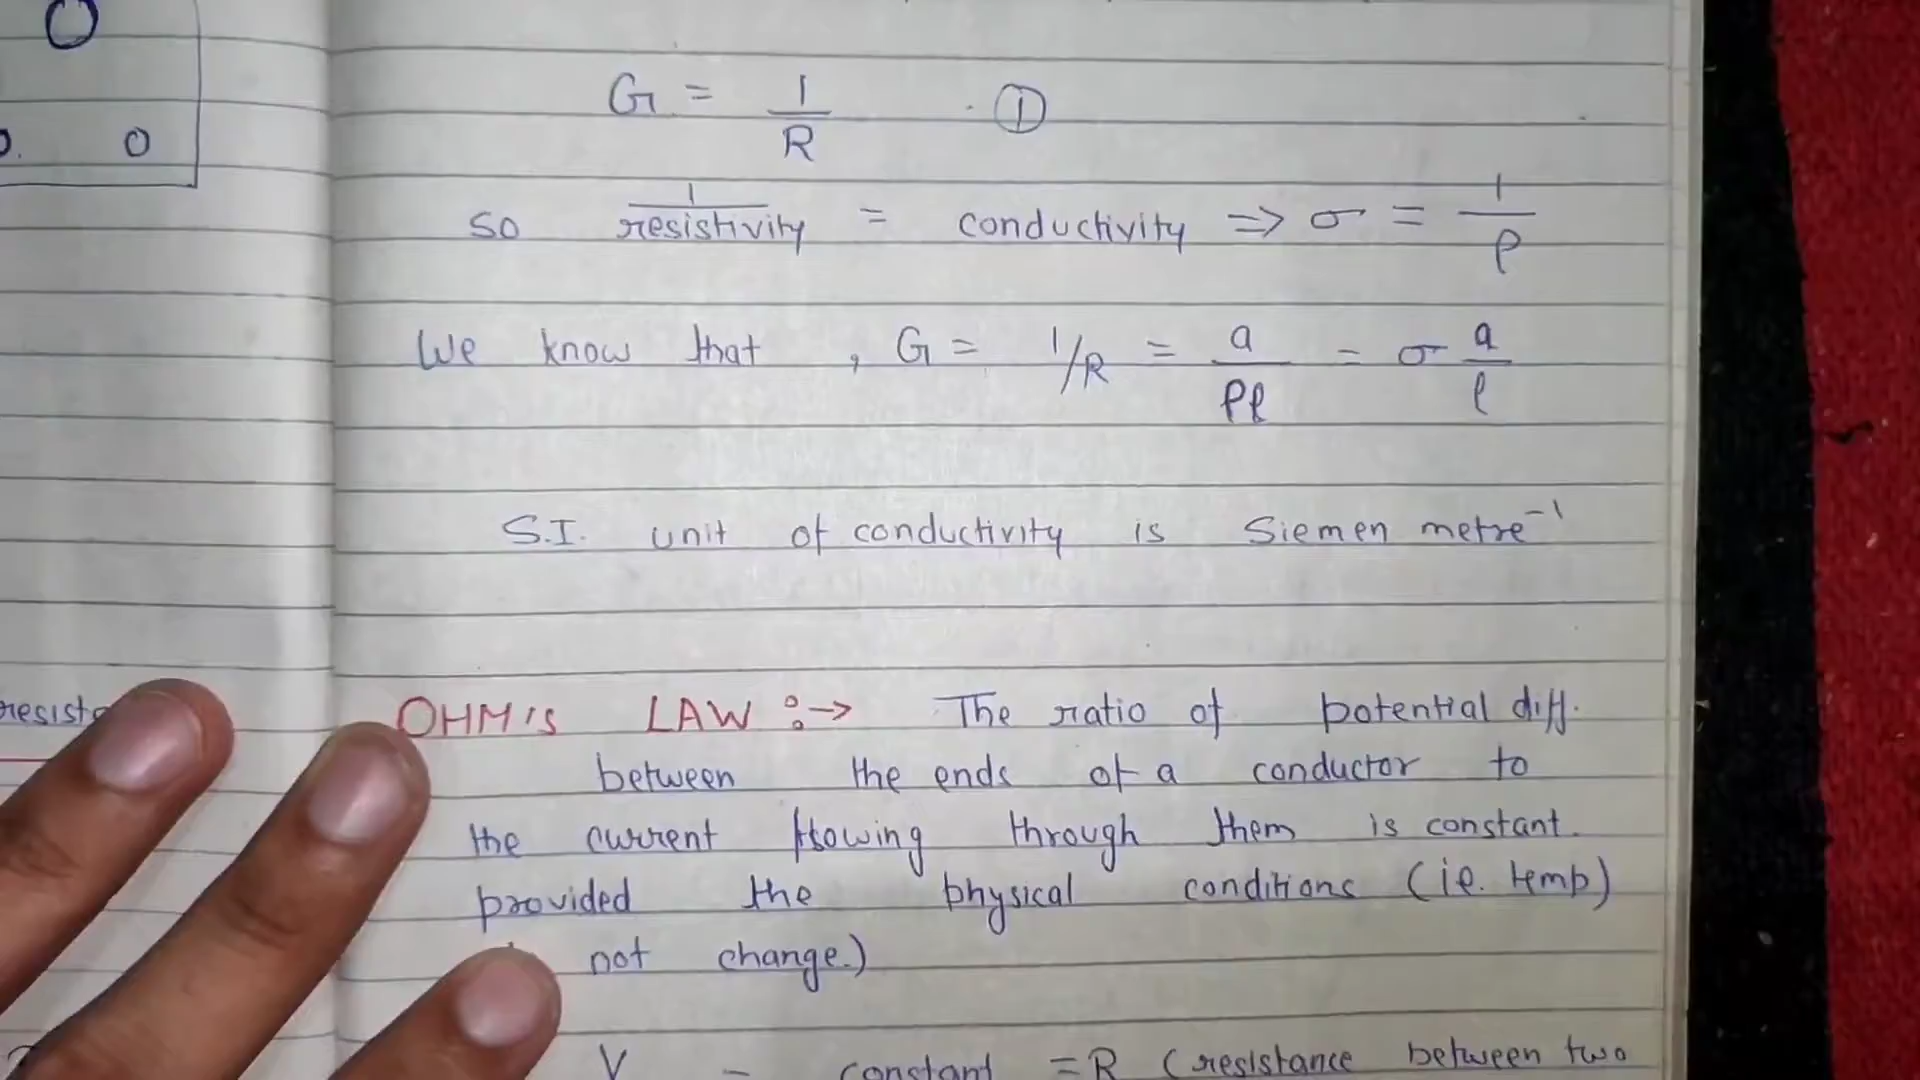 O
O. O
resista
G = 1/R ①
so 1/resistivity = conductivity => σ = 1/ρ
We know that , G = 1/R = a/ρl = σ a/l
S.I. unit of conductivity is Siemen metre⁻¹
OHM's LAW :-> The ratio of potential diff.
between the ends of a conductor to
the current flowing through them is constant.
provided the physical conditions (i.e. temp)
not change.)
V - constant = R (resistance between two